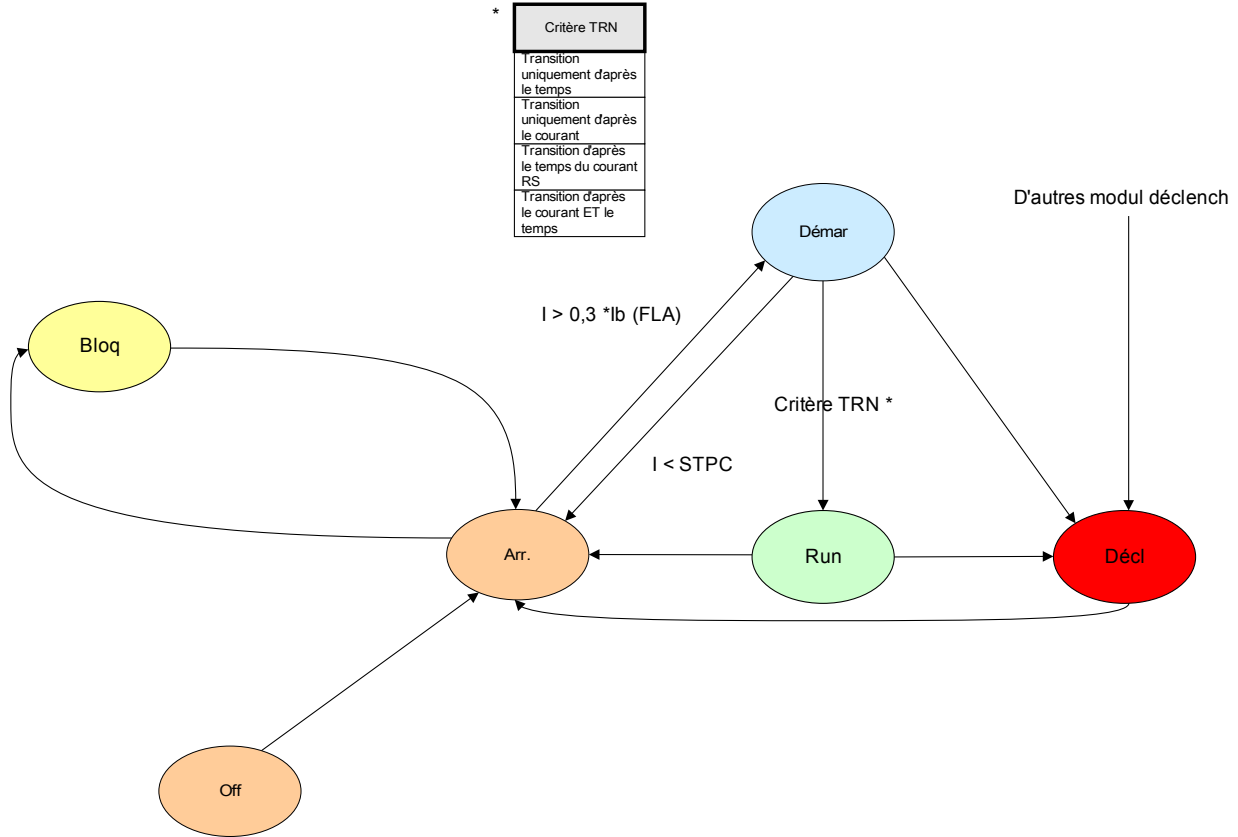 *
Critère TRN
Transition
uniquement d'après
le temps
Transition
uniquement d'après
le courant
Transition d'après
le temps du courant
RS
Transition d'après
le courant ET le
temps
D'autres modul déclench
Démar
I > 0,3 *Ib (FLA)
Bloq
Critère TRN *
I < STPC
Arr.
Run
Décl
Off